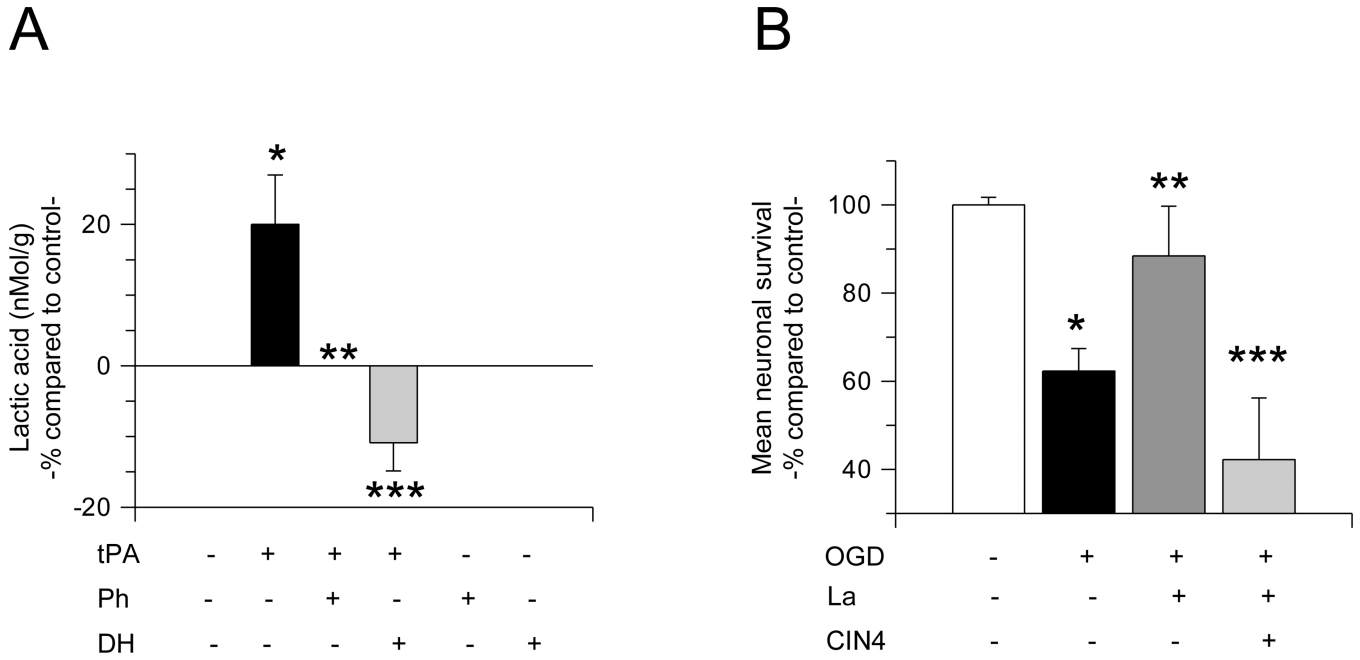 A
Lactic acid (nMol/g)
-% compared to control-
20
0
-20
*
**
***
tPA - + + + - -
Ph - - + - + -
DH - - - + - +
B
Mean neuronal survival
-% compared to control-
100
80
60
40
*
**
***
OGD - + + +
La - - + +
CIN4 - - - +